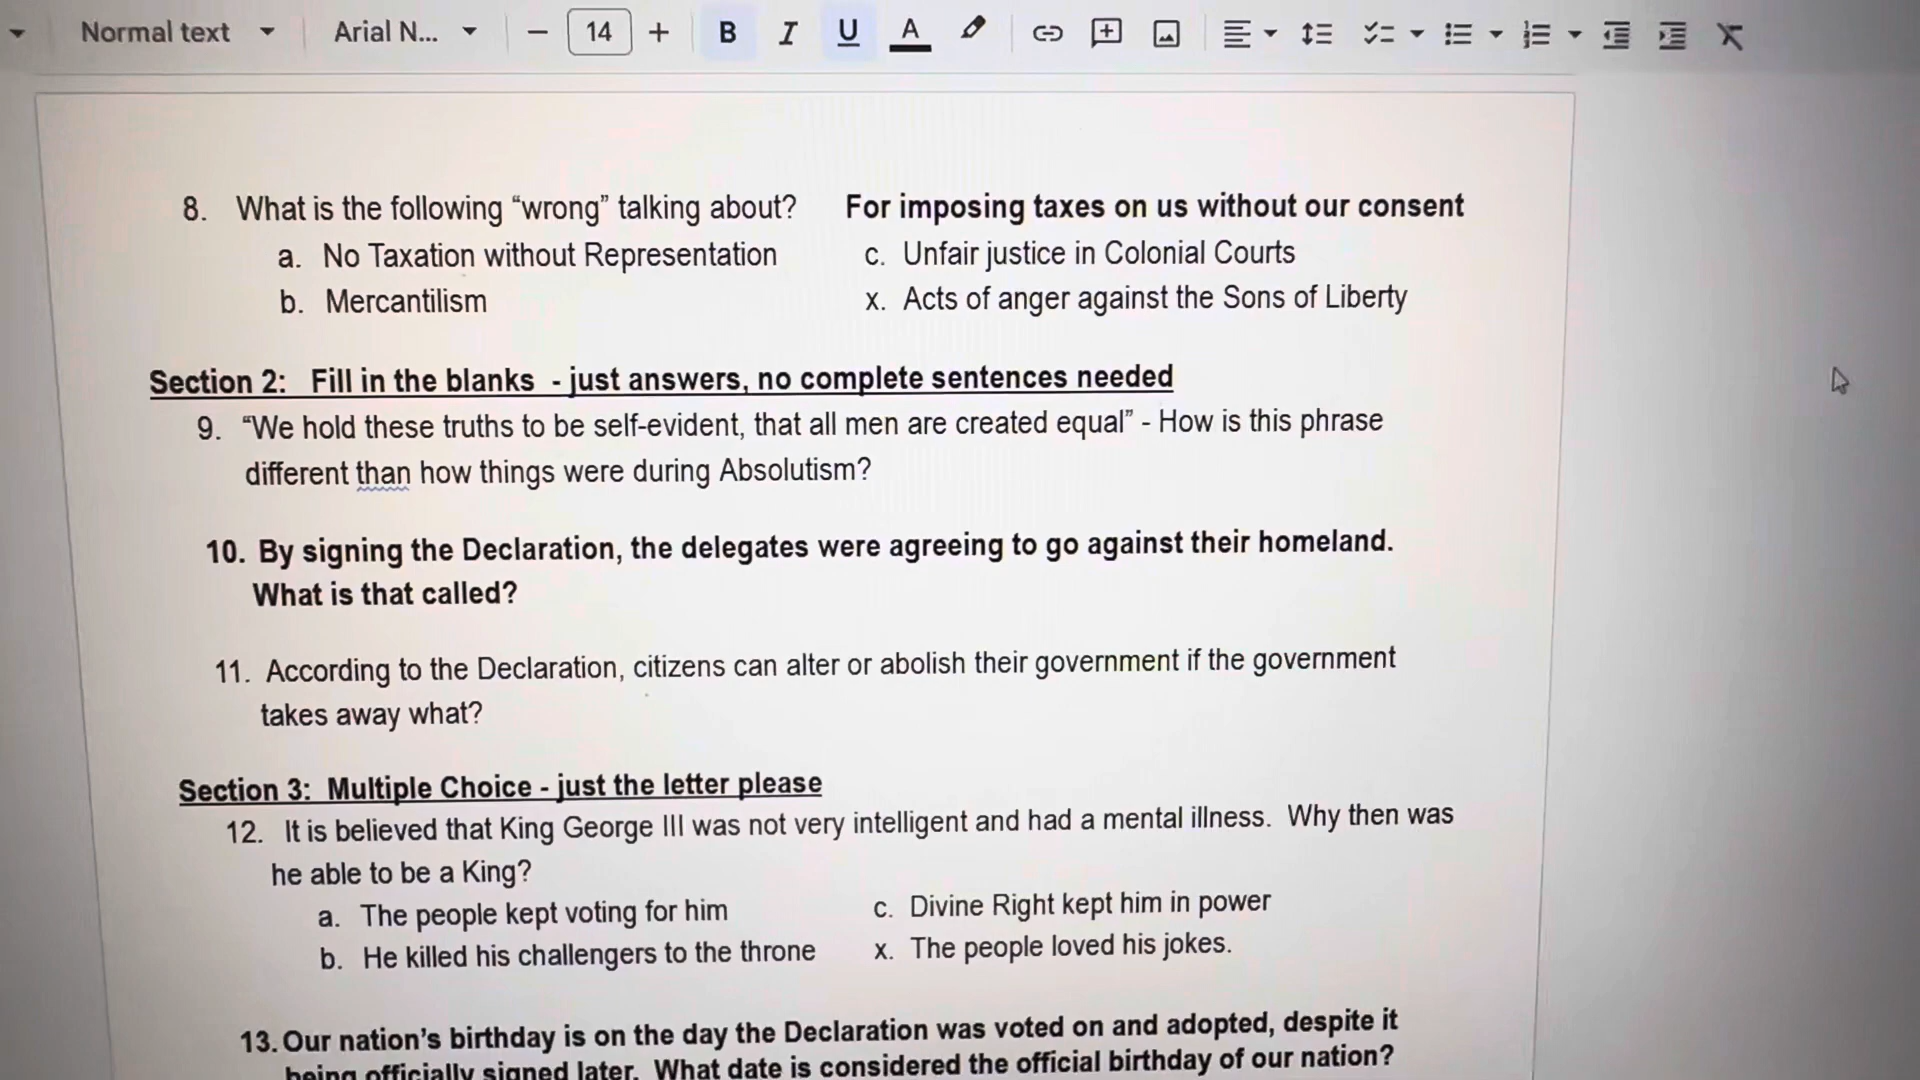 Normal text Arial N... − 14 + B I U A
8. What is the following “wrong” talking about? For imposing taxes on us without our consent
a. No Taxation without Representation c. Unfair justice in Colonial Courts
b. Mercantilism x. Acts of anger against the Sons of Liberty
Section 2: Fill in the blanks - just answers, no complete sentences needed
9. “We hold these truths to be self-evident, that all men are created equal” - How is this phrase
different than how things were during Absolutism?
10. By signing the Declaration, the delegates were agreeing to go against their homeland.
What is that called?
11. According to the Declaration, citizens can alter or abolish their government if the government
takes away what?
Section 3: Multiple Choice - just the letter please
12. It is believed that King George III was not very intelligent and had a mental illness. Why then was
he able to be a King?
a. The people kept voting for him c. Divine Right kept him in power
b. He killed his challengers to the throne x. The people loved his jokes.
13. Our nation’s birthday is on the day the Declaration was voted on and adopted, despite it
being officially signed later. What date is considered the official birthday of our nation?